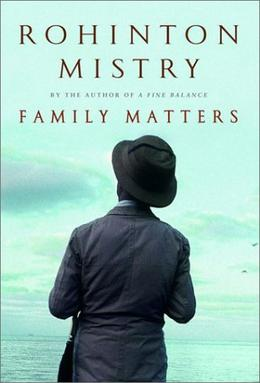 ROHINTON
MISTRY
BY THE AUTHOR OF A FINE BALANCE
FAMILY MATTERS